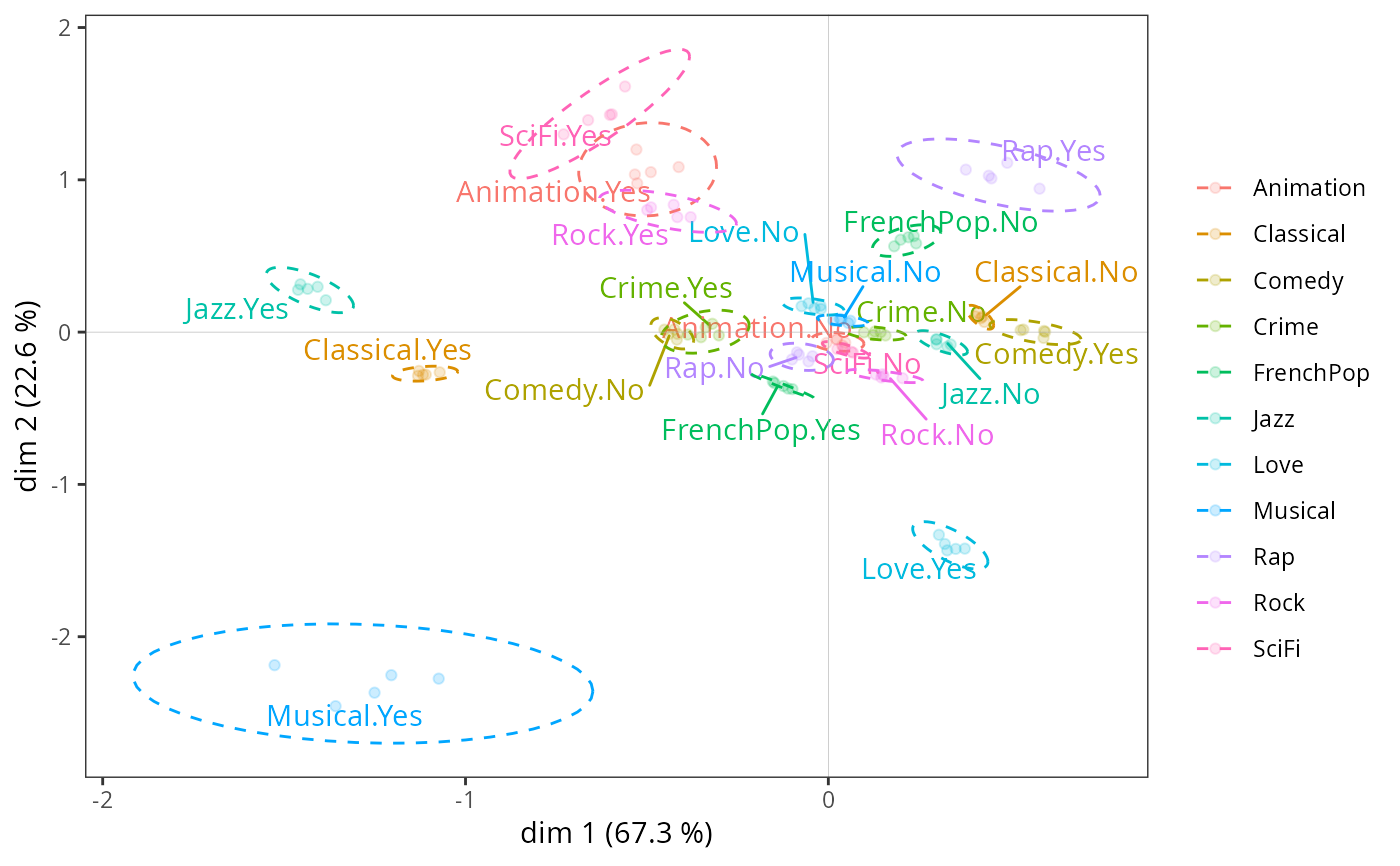 2
1
0
-1
-2
dim 2 (22.6 %)
SciFi.Yes
Rap.Yes
Animation.Yes
FrenchPop.No
Rock.Yes
Love.No
Musical.No
Classical.No
Crime.Yes
Jazz.Yes
Crime.No
Animation.No
Classical.Yes
Comedy.Yes
SciFi.No
Rap.No
Comedy.No
Jazz.No
FrenchPop.Yes
Rock.No
Love.Yes
Musical.Yes
-2
-1
0
dim 1 (67.3 %)
Animation
Classical
Comedy
Crime
FrenchPop
Jazz
Love
Musical
Rap
Rock
SciFi